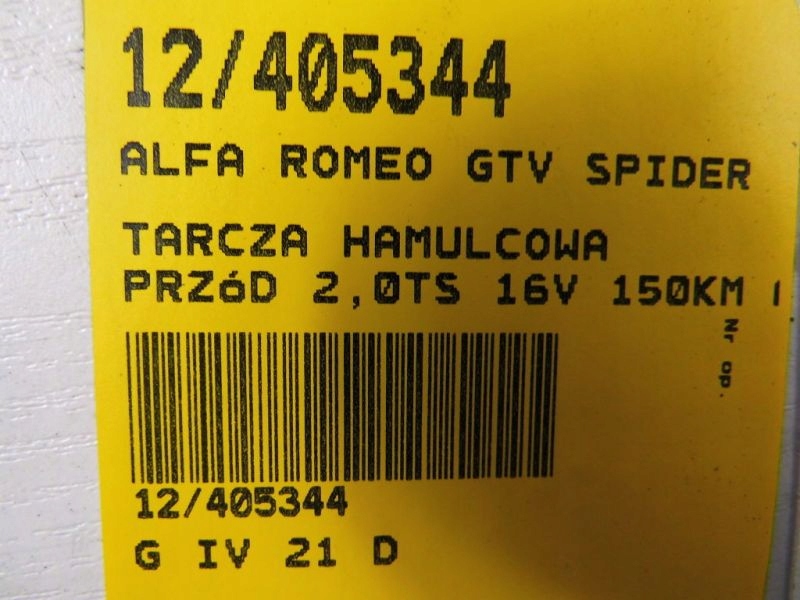 12/405344
ALFA ROMEO GTV SPIDER
TARCZA HAMULCOWA
PRZóD 2,0TS 16V 150KM
Nr op.
12/405344
G IV 21 D